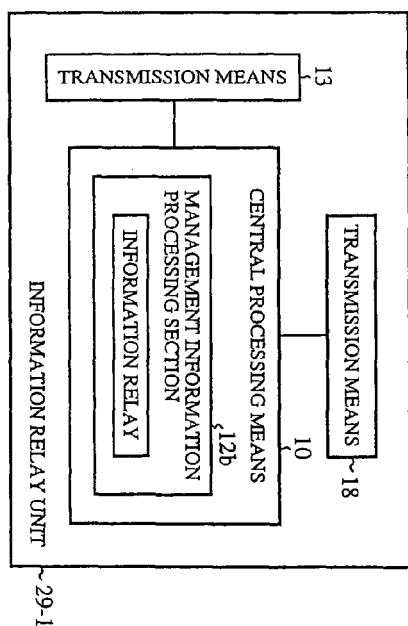 INFORMATION RELAY UNIT
29-1
TRANSMISSION MEANS
13
CENTRAL PROCESSING MEANS
10
MANAGEMENT INFORMATION
PROCESSING SECTION
12b
INFORMATION RELAY
TRANSMISSION MEANS
18